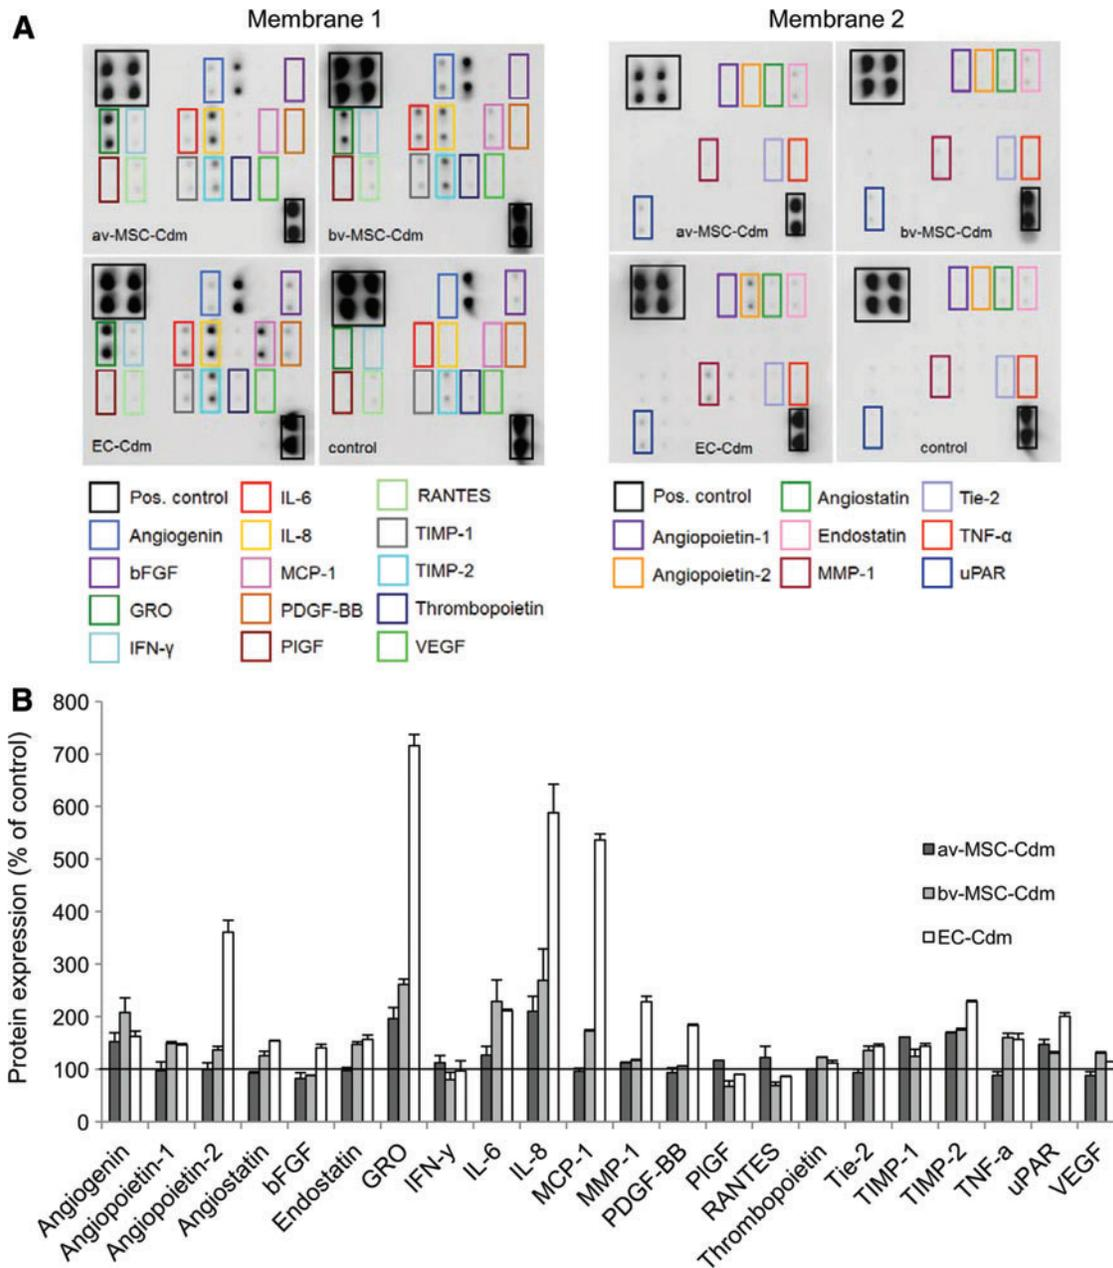 A
Membrane 1
Membrane 2
av-MSC-Cdm
bv-MSC-Cdm
av-MSC-Cdm
bv-MSC-Cdm
EC-Cdm
control
EC-Cdm
control
Pos. control
IL-6
RANTES
Angiogenin
IL-8
TIMP-1
bFGF
MCP-1
TIMP-2
GRO
PDGF-BB
Thrombopoietin
IFN-γ
PIGF
VEGF
Pos. control
Angiostatin
Tie-2
Angiopoietin-1
Endostatin
TNF-α
Angiopoietin-2
MMP-1
uPAR
B
Protein expression (% of control)
800
700
600
500
400
300
200
100
0
av-MSC-Cdm
bv-MSC-Cdm
EC-Cdm
Angiogenin
Angiopoietin-1
Angiopoietin-2
Angiostatin
bFGF
Endostatin
GRO
IFN-γ
IL-6
IL-8
MCP-1
MMP-1
PDGF-BB
PIGF
RANTES
Thrombopoietin
Tie-2
TIMP-1
TIMP-2
TNF-a
uPAR
VEGF